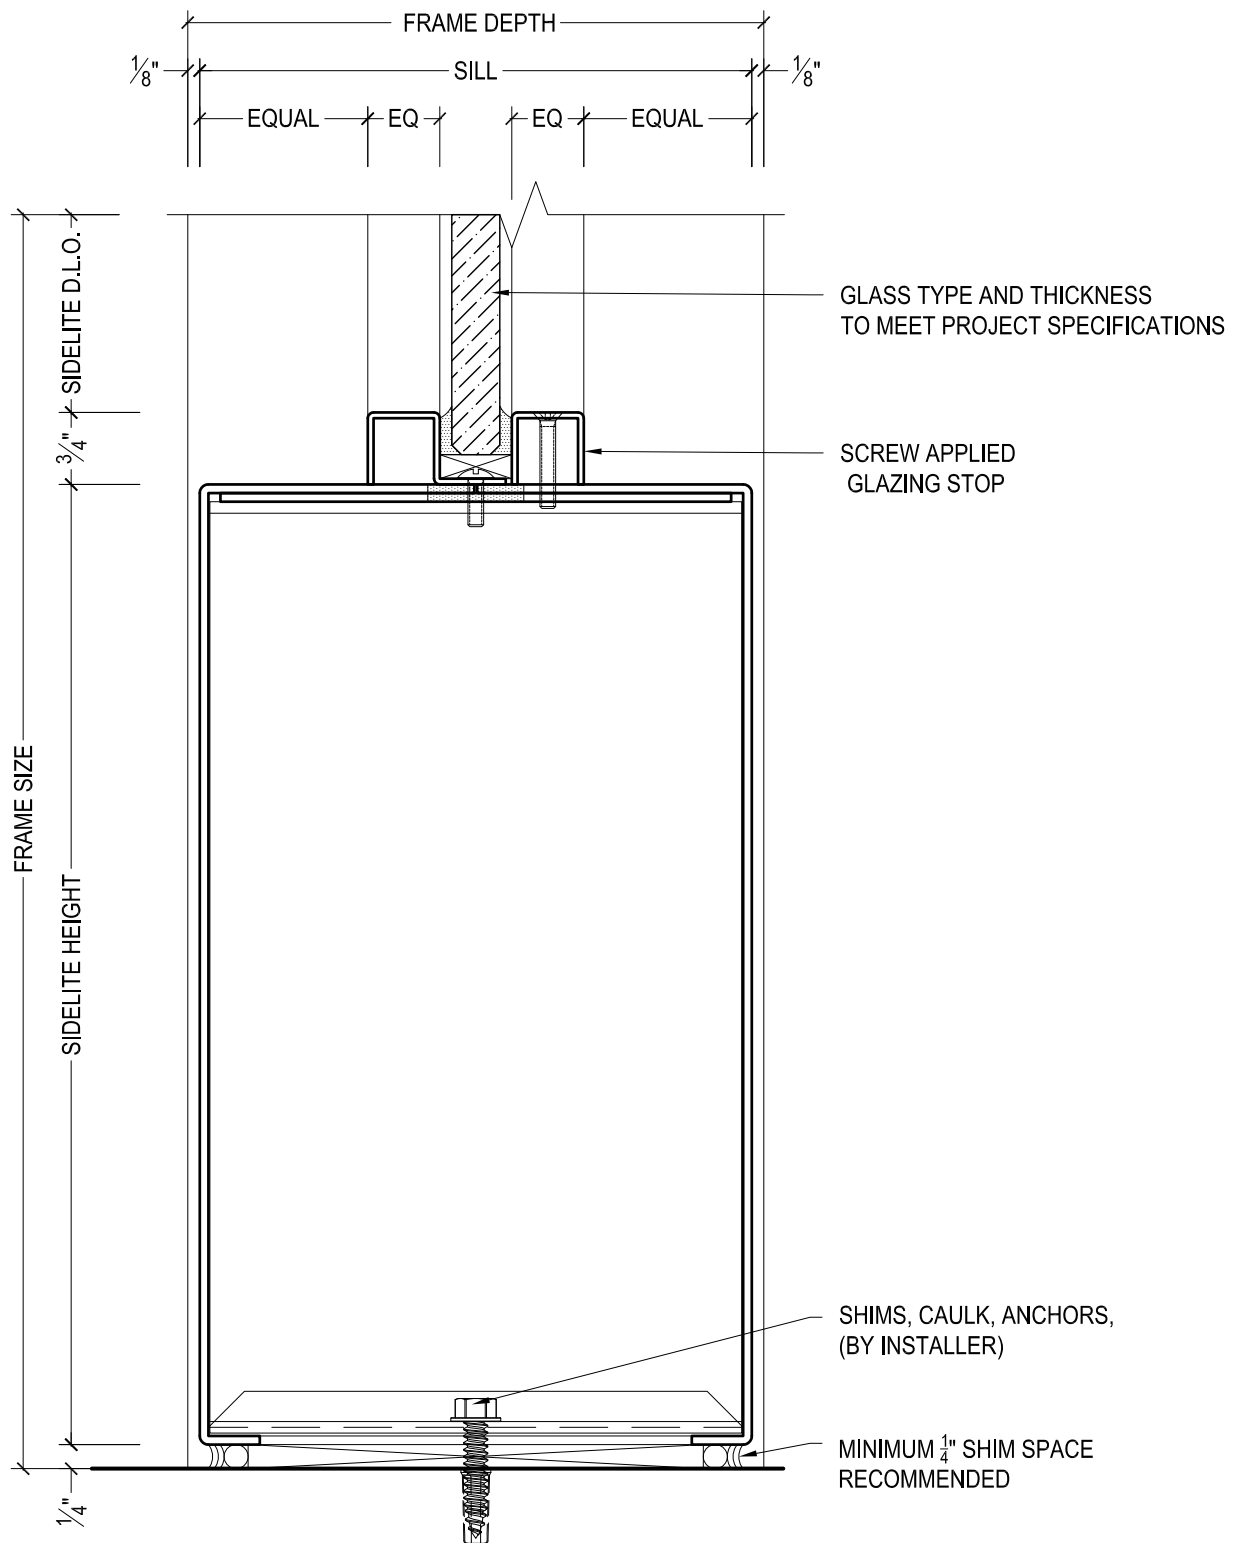 FRAME DEPTH
1/8"
SILL
1/8"
EQUAL
EQ
EQ
EQUAL
SIDELITE D.L.O.
GLASS TYPE AND THICKNESS
TO MEET PROJECT SPECIFICATIONS
3/4"
SCREW APPLIED
GLAZING STOP
FRAME SIZE
SIDELITE HEIGHT
SHIMS, CAULK, ANCHORS,
(BY INSTALLER)
MINIMUM 1/4" SHIM SPACE
RECOMMENDED
1/4"